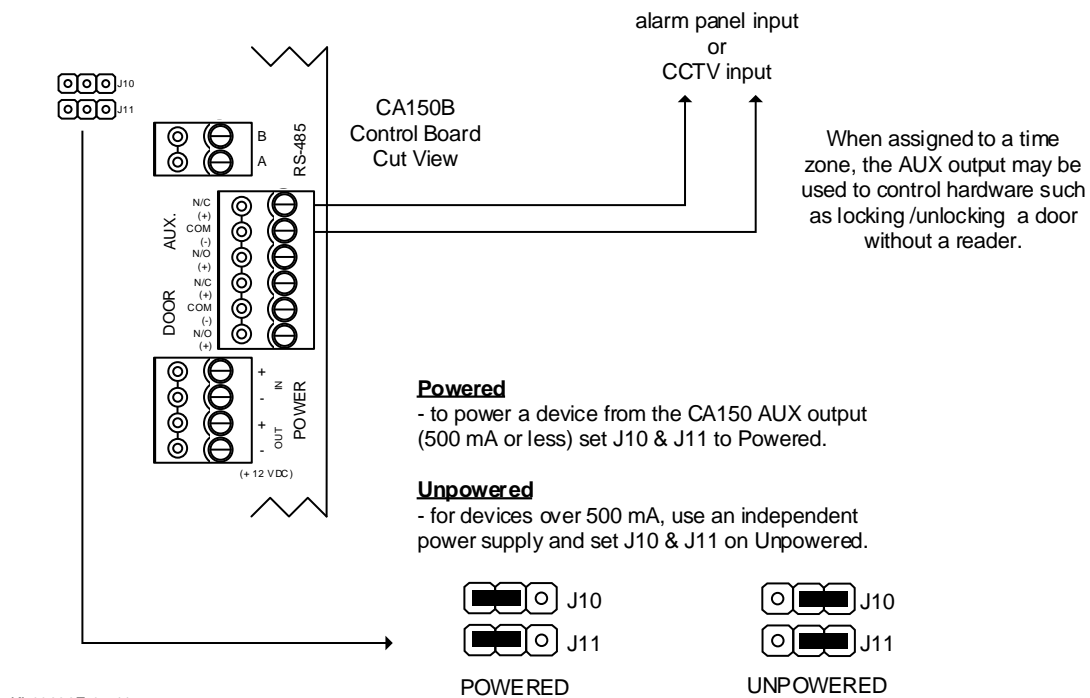 alarm panel input
or
CCTV input
J10
J11
CA150B
Control Board
Cut View
B
A
RS-485
When assigned to a time
zone, the AUX output may be
used to control hardware such
as locking /unlocking a door
without a reader.
AUX.
N/C
(+)
COM
(-)
N/O
(+)
DOOR
N/C
(+)
COM
(-)
N/O
(+)
+
-
IN
+
-
OUT
POWER
(+ 12 VDC)
Powered
- to power a device from the CA150 AUX output
(500 mA or less) set J10 & J11 to Powered.
Unpowered
- for devices over 500 mA, use an independent
power supply and set J10 & J11 on Unpowered.
J10
J11
POWERED
J10
J11
UNPOWERED